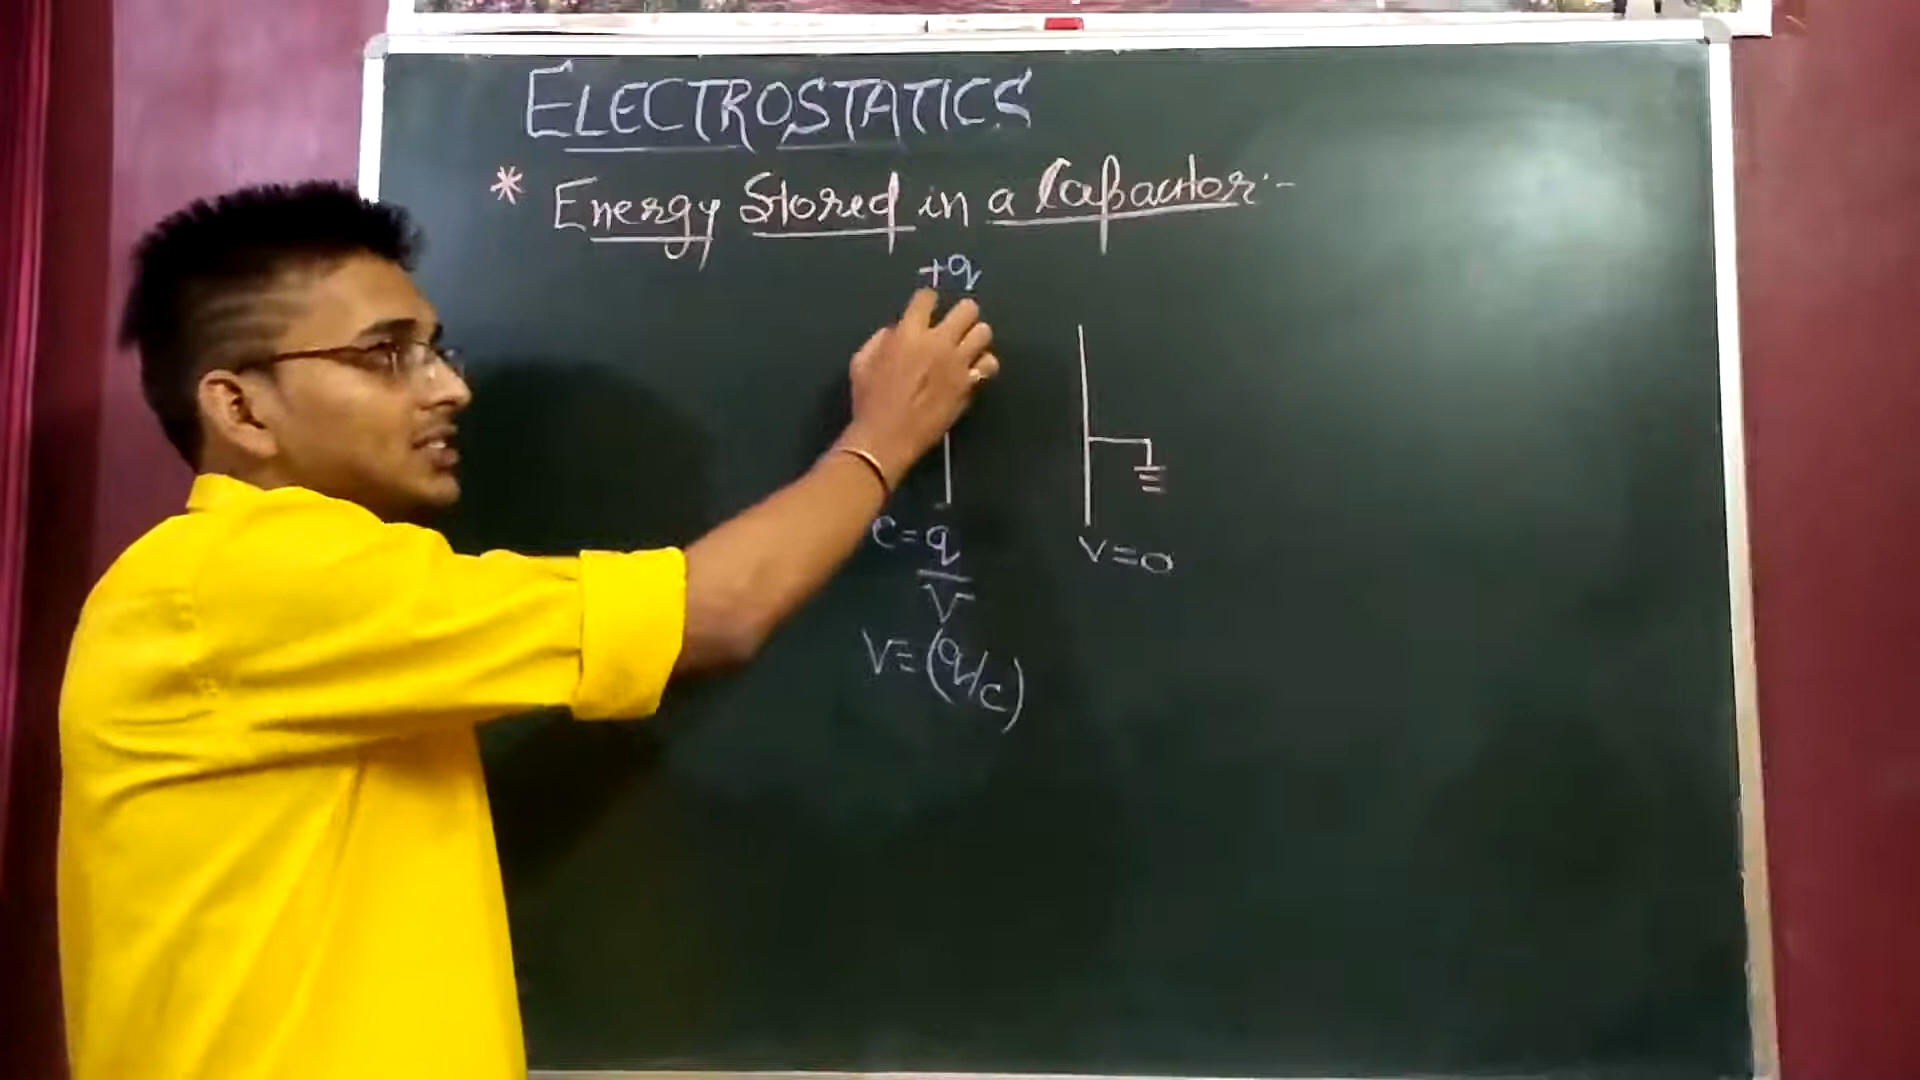 ELECTROSTATICS
* Energy Stored in a Capacitor:-
+q
C=q/V
V=0
V=(q/c)